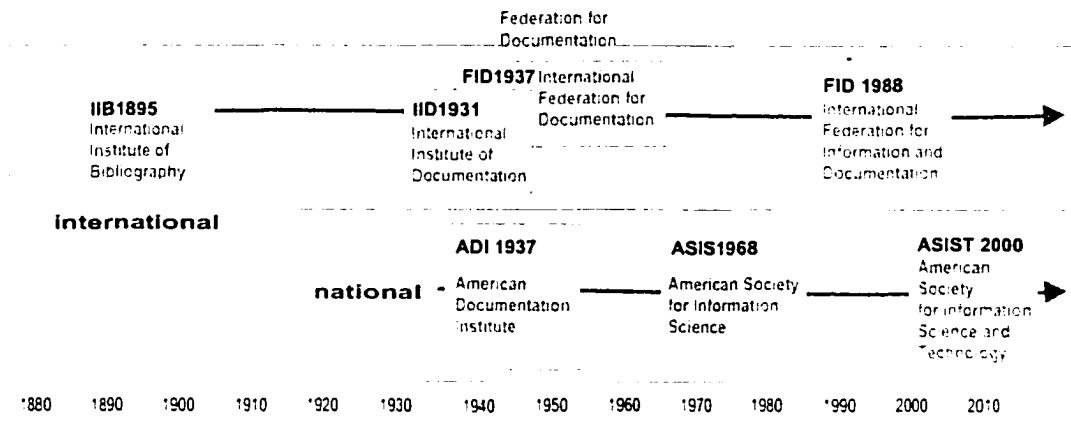 Federation for
Documentation
FID1937 International
Federation for
Documentation
IIB1895
International
Institute of
Bibliography
IID1931
International
Institute of
Documentation
FID 1988
International
Federation for
Information and
Documentation
international
ADI 1937
American
Documentation
Institute
ASIS1968
American Society
for Information
Science
ASIST 2000
American
Society
for Information
Science and
Technology
national
1880 1890 1900 1910 1920 1930 1940 1950 1960 1970 1980 1990 2000 2010